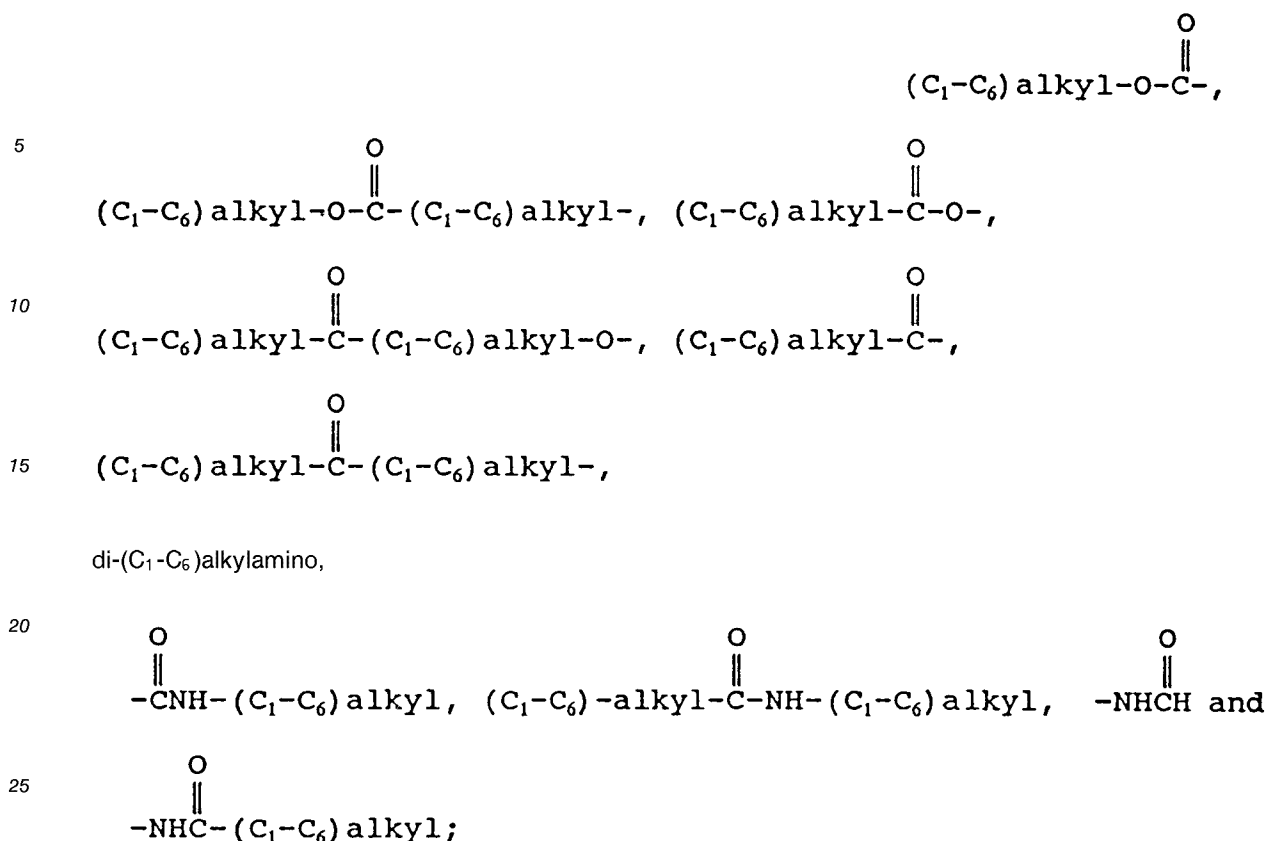 O
||
(C₁-C₆)alkyl-O-C-,
5 O O
|| ||
(C₁-C₆)alkyl-O-C-(C₁-C₆)alkyl-, (C₁-C₆)alkyl-C-O-,
O O
10 || ||
(C₁-C₆)alkyl-C-(C₁-C₆)alkyl-O-, (C₁-C₆)alkyl-C-,
O
||
15 (C₁-C₆)alkyl-C-(C₁-C₆)alkyl-,
di-(C₁-C₆)alkylamino,
20 O O O
|| || ||
-CNH-(C₁-C₆)alkyl, (C₁-C₆)-alkyl-C-NH-(C₁-C₆)alkyl, -NHCH and
O
25 ||
-NHC-(C₁-C₆)alkyl;